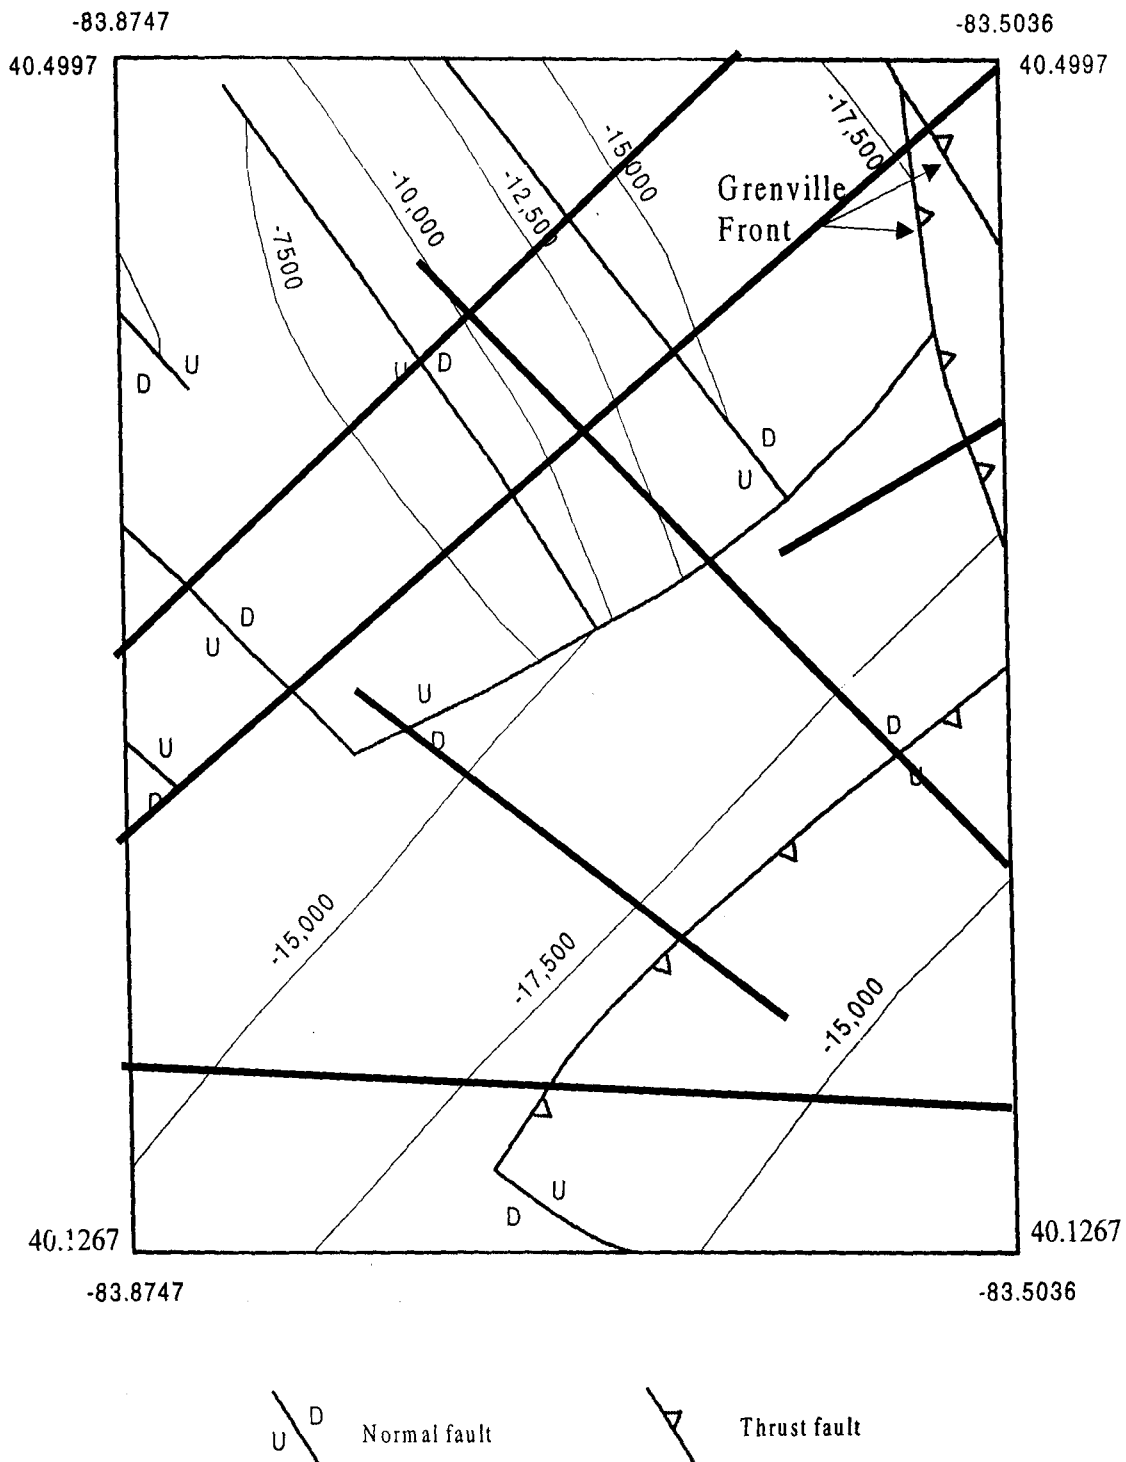 -83.8747
-83.5036
40.4997
40.4997
-17,500
-15,000
-10,000
-12,500
Grenville
Front
-7500
U
D
U
D
D
U
D
U
U
D
U
D
U
D
D
U
-15,000
-17,500
-15,000
U
D
40.1267
40.1267
-83.8747
-83.5036
D
U
Normal fault
Thrust fault